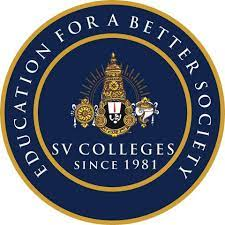 EDUCATION FOR A BETTER SOCIETY
SV COLLEGES
SINCE 1981